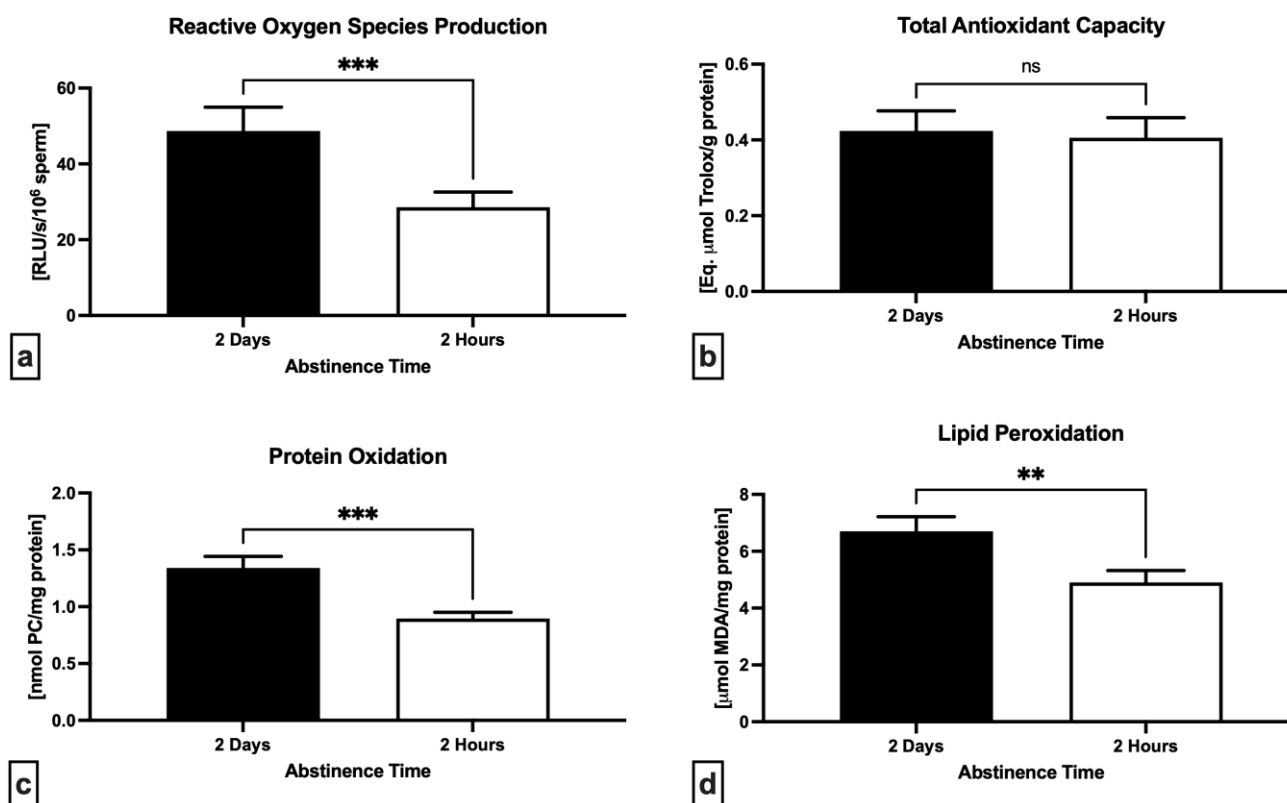 Reactive Oxygen Species Production
***
[RLU/s/10⁶ sperm]
60
40
20
0
2 Days
2 Hours
Abstinence Time
a
Total Antioxidant Capacity
ns
[Eq. µmol Trolox/g protein]
0.6
0.4
0.2
0.0
2 Days
2 Hours
Abstinence Time
b
Protein Oxidation
***
[nmol PC/mg protein]
2.0
1.5
1.0
0.5
0.0
2 Days
2 Hours
Abstinence Time
c
Lipid Peroxidation
**
[µmol MDA/mg protein]
8
6
4
2
0
2 Days
2 Hours
Abstinence Time
d